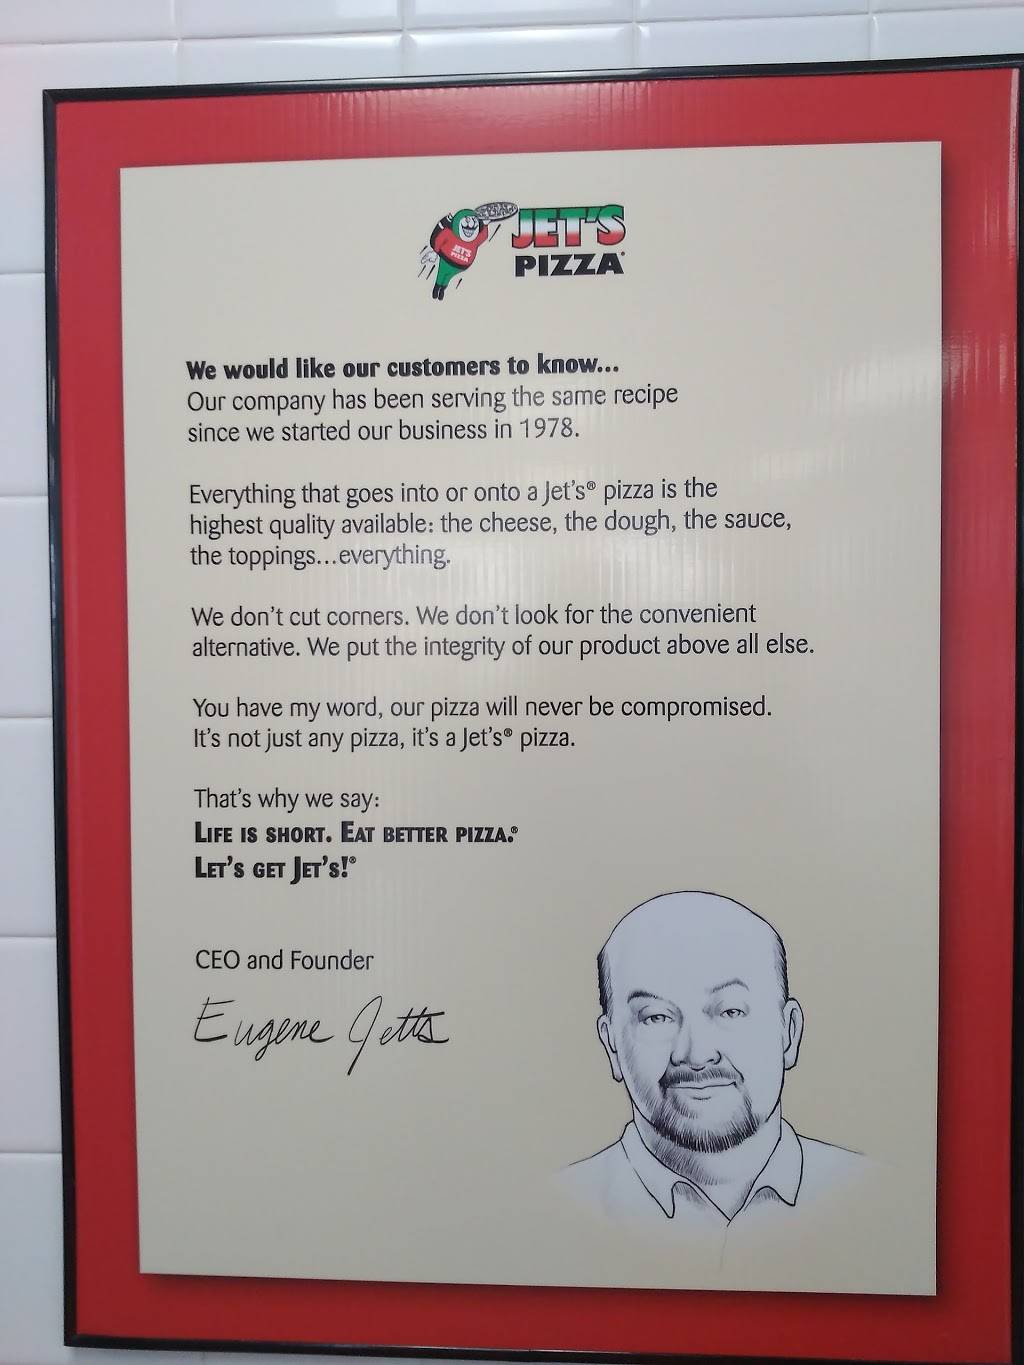 JET'S
PIZZA
JET'S
PIZZA
We would like our customers to know...
Our company has been serving the same recipe
since we started our business in 1978.
Everything that goes into or onto a Jet's® pizza is the
highest quality available: the cheese, the dough, the sauce,
the toppings...everything.
We don't cut corners. We don't look for the convenient
alternative. We put the integrity of our product above all else.
You have my word, our pizza will never be compromised.
It's not just any pizza, it's a Jet's® pizza.
That's why we say:
LIFE IS SHORT. EAT BETTER PIZZA.®
LET'S GET JET'S!®
CEO and Founder
Eugene Jetts